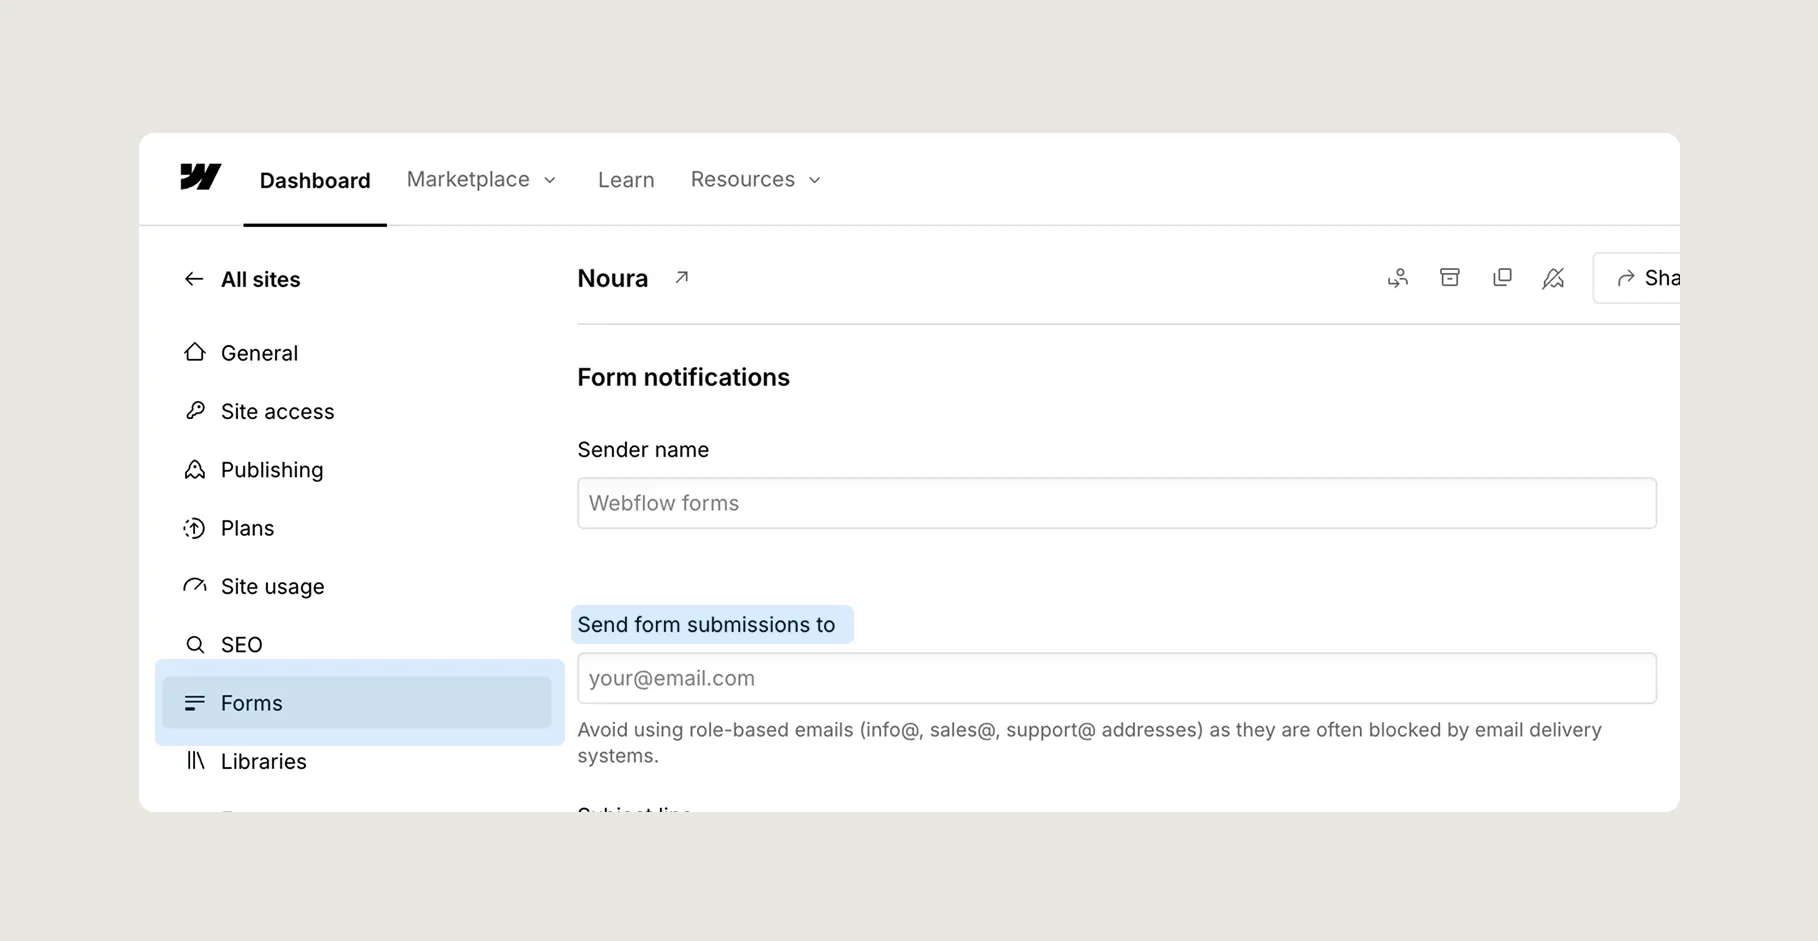 Dashboard
Marketplace
Learn
Resources
All sites
General
Site access
Publishing
Plans
Site usage
SEO
Forms
Libraries
Noura
Sha
Form notifications
Sender name
Webflow forms
Send form submissions to
your@email.com
Avoid using role-based emails (info@, sales@, support@ addresses) as they are often blocked by email delivery
systems.
Subject line